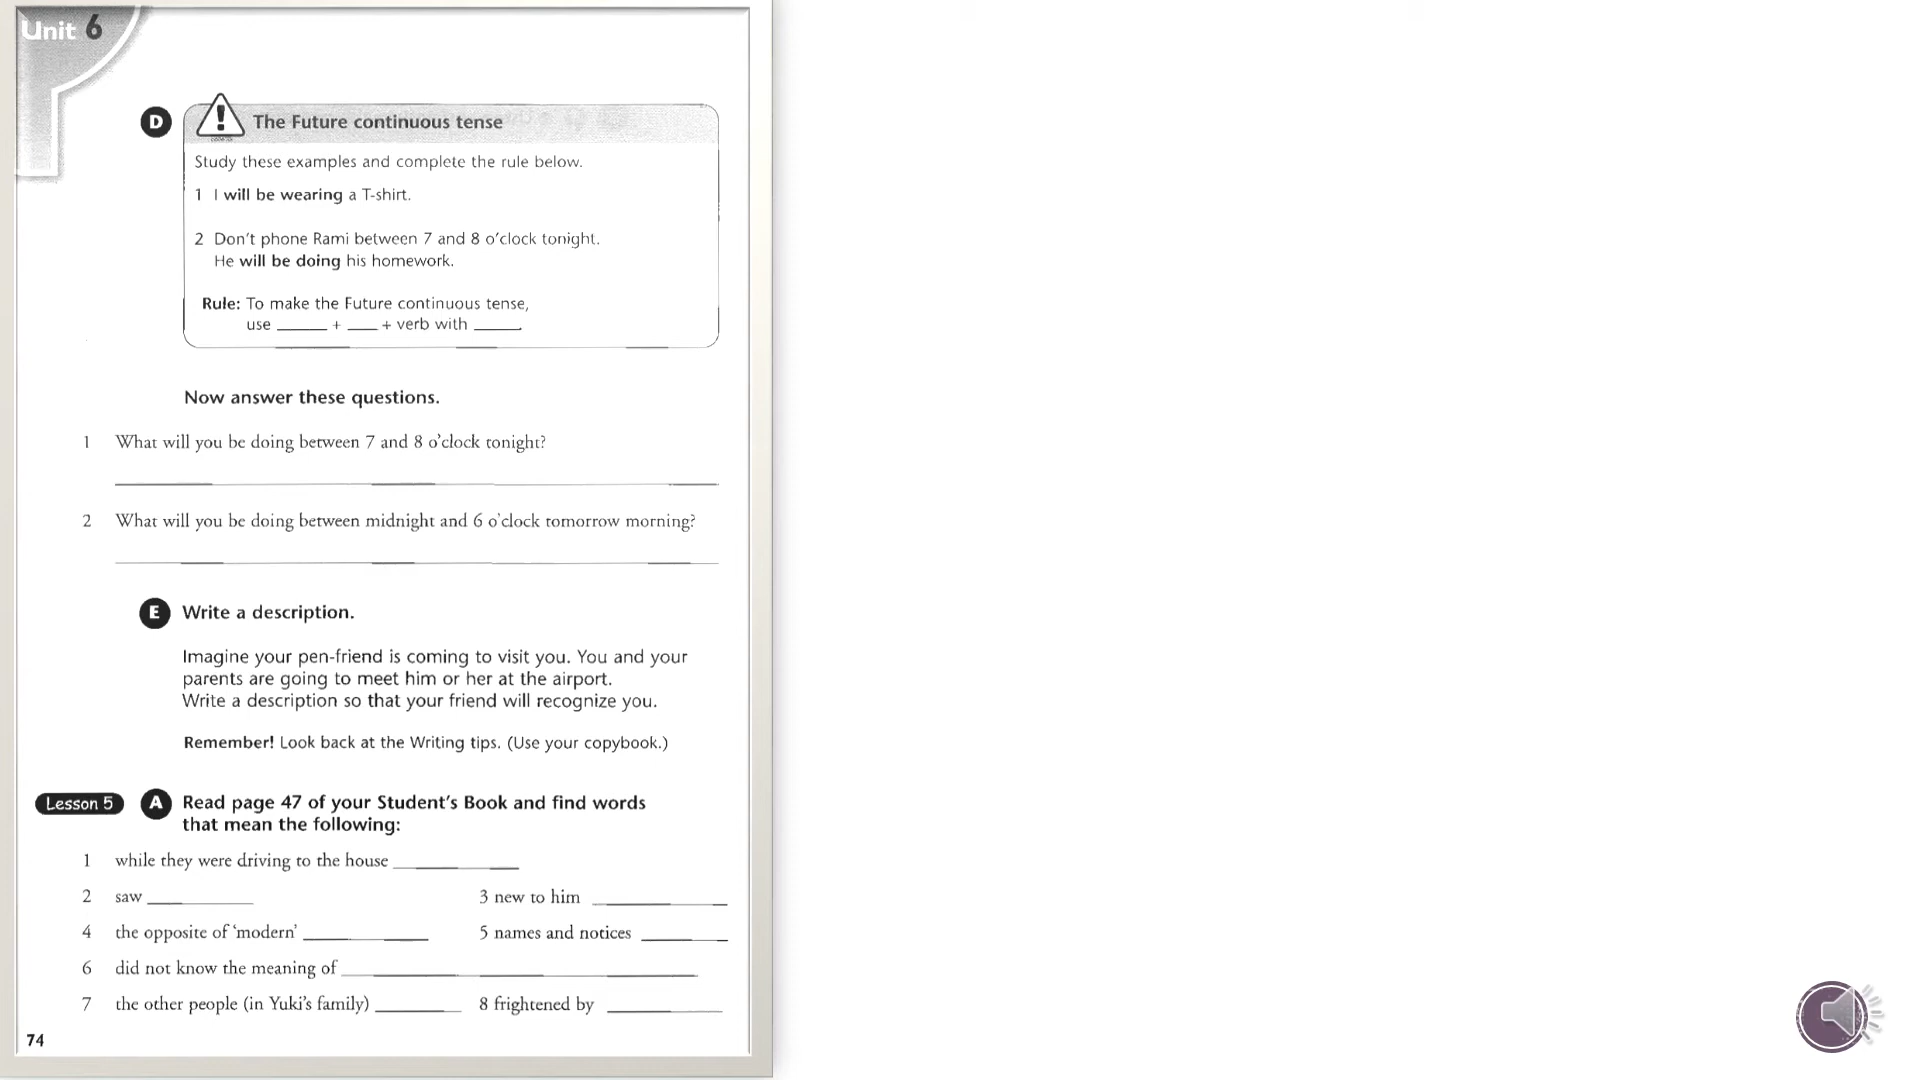 Unit 6
D
The Future continuous tense
Study these examples and complete the rule below.
1 I will be wearing a T-shirt.
2 Don't phone Rami between 7 and 8 o'clock tonight.
He will be doing his homework.
Rule: To make the Future continuous tense,
use _____ + ___ + verb with _____.
Now answer these questions.
1 What will you be doing between 7 and 8 o'clock tonight?
2 What will you be doing between midnight and 6 o'clock tomorrow morning?
E Write a description.
Imagine your pen-friend is coming to visit you. You and your
parents are going to meet him or her at the airport.
Write a description so that your friend will recognize you.
Remember! Look back at the Writing tips. (Use your copybook.)
Lesson 5 A Read page 47 of your Student's Book and find words
that mean the following:
1 while they were driving to the house
2 saw 3 new to him
4 the opposite of 'modern' 5 names and notices
6 did not know the meaning of
7 the other people (in Yuki's family) 8 frightened by
74